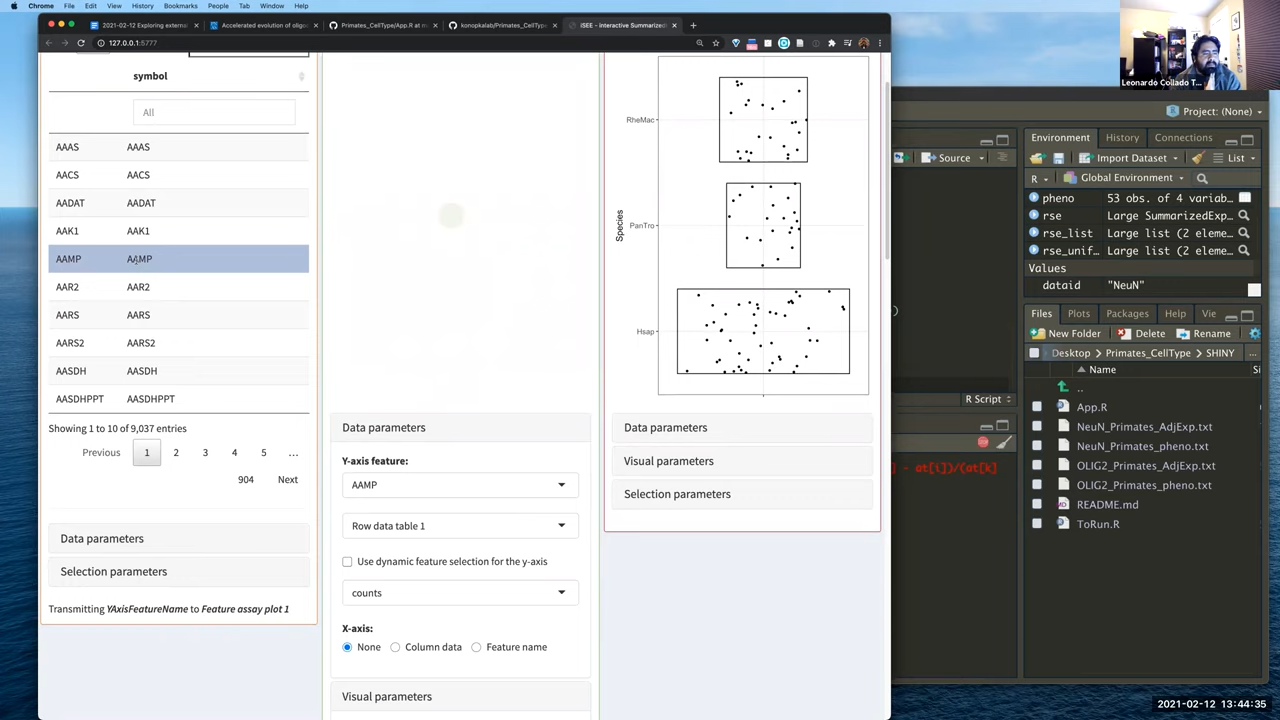 Chrome File Edit View History Bookmarks People Tab Window Help
2021-02-12 Exploring external
Accelerated evolution of oligo
Primates_CellType/App.R at m
konopkalab/Primates_CellType
iSEE - interactive Summarized
127.0.0.1:5777
symbol
All
AAAS AAAS
AACS AACS
AADAT AADAT
AAK1 AAK1
AAMP AAMP
AAR2 AAR2
AARS AARS
AARS2 AARS2
AASDH AASDH
AASDHPPT AASDHPPT
Showing 1 to 10 of 9,037 entries
Previous 1 2 3 4 5 …
904 Next
Data parameters
Selection parameters
Transmitting YAxisFeatureName to Feature assay plot 1
Data parameters
Y-axis feature:
AAMP
Row data table 1
Use dynamic feature selection for the y-axis
counts
X-axis:
None Column data Feature name
Visual parameters
Species
RheMac
PanTro
Hsap
Data parameters
Visual parameters
Selection parameters
Leonardo Collado T...
Project: (None)
Source
R Script
- at[i])/(at[k]
Environment History Connections
Import Dataset List
R Global Environment
pheno 53 obs. of 4 variab…
rse Large SummarizedExp…
rse_list Large list (2 eleme…
rse_unif… Large list (2 eleme…
Values
dataid "NeuN"
Files Plots Packages Help Vie
New Folder Delete Rename
Desktop Primates_CellType SHINY ...
Name Si
..
App.R
NeuN_Primates_AdjExp.txt
NeuN_Primates_pheno.txt
OLIG2_Primates_AdjExp.txt
OLIG2_Primates_pheno.txt
README.md
ToRun.R
2021-02-12 13:44:35